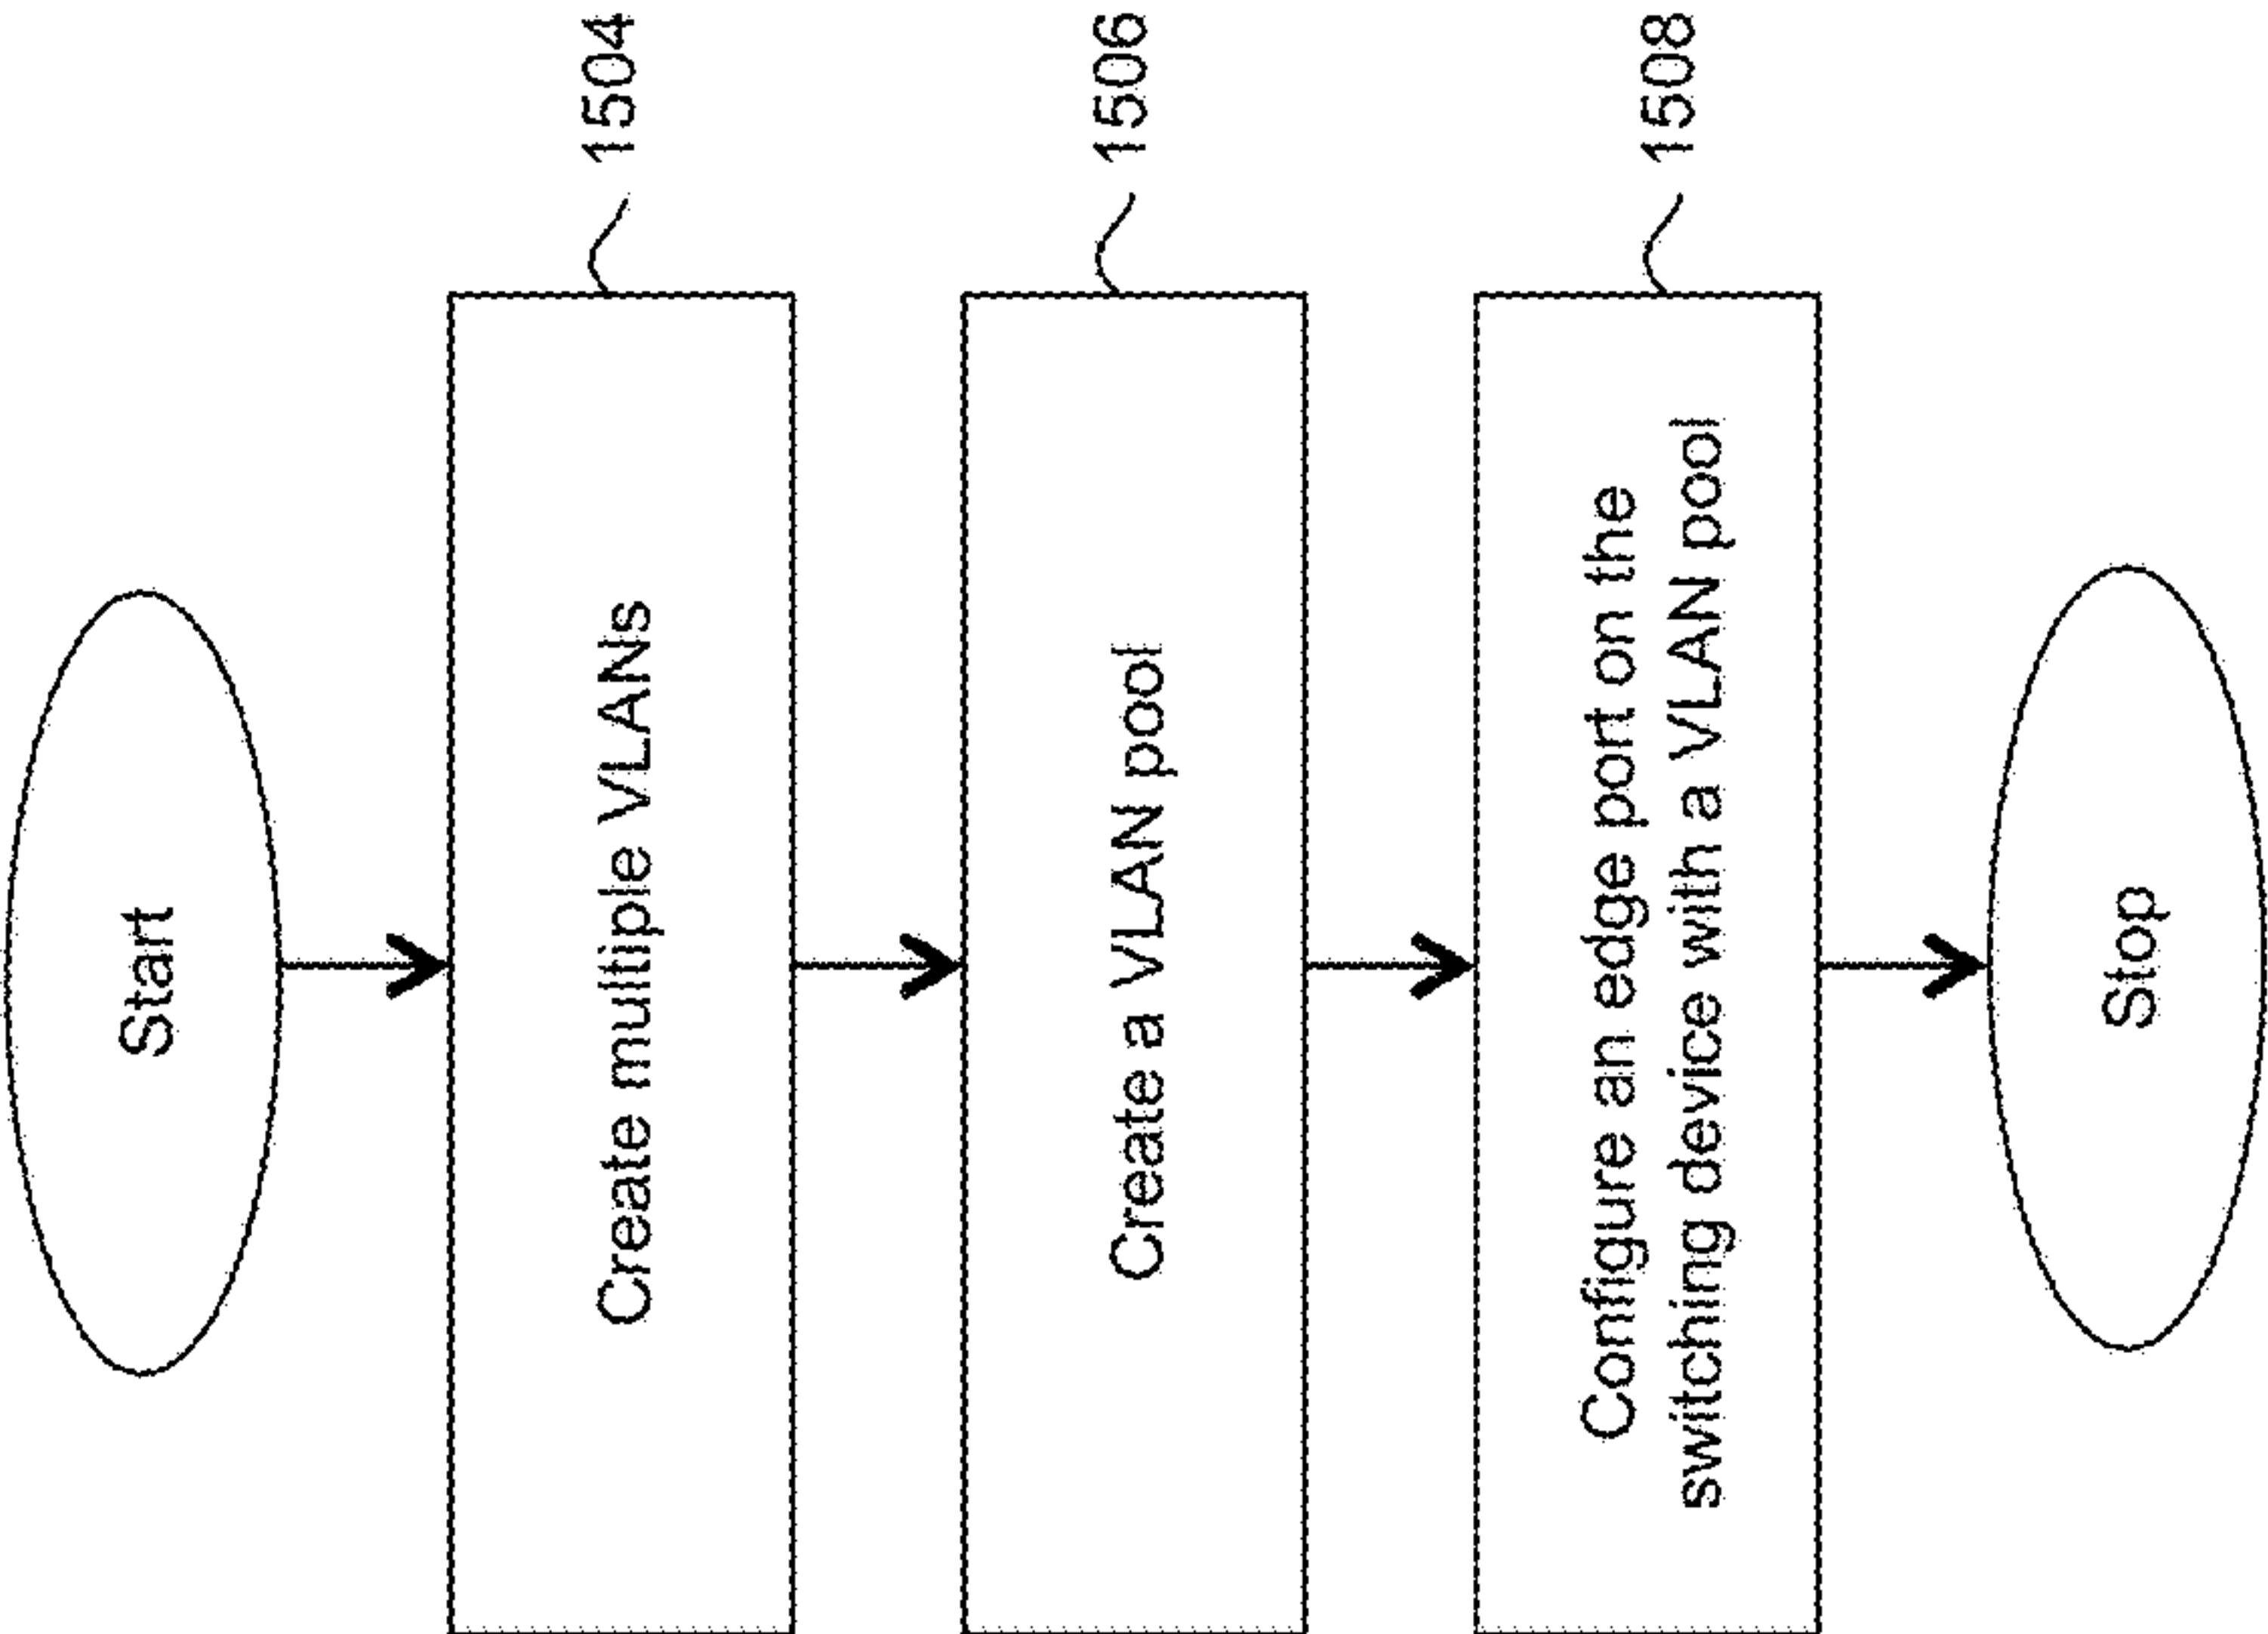 Start
Create multiple VLANs
1504
Create a VLAN pool
1506
Configure an edge port on the
switching device with a VLAN pool
1508
Stop